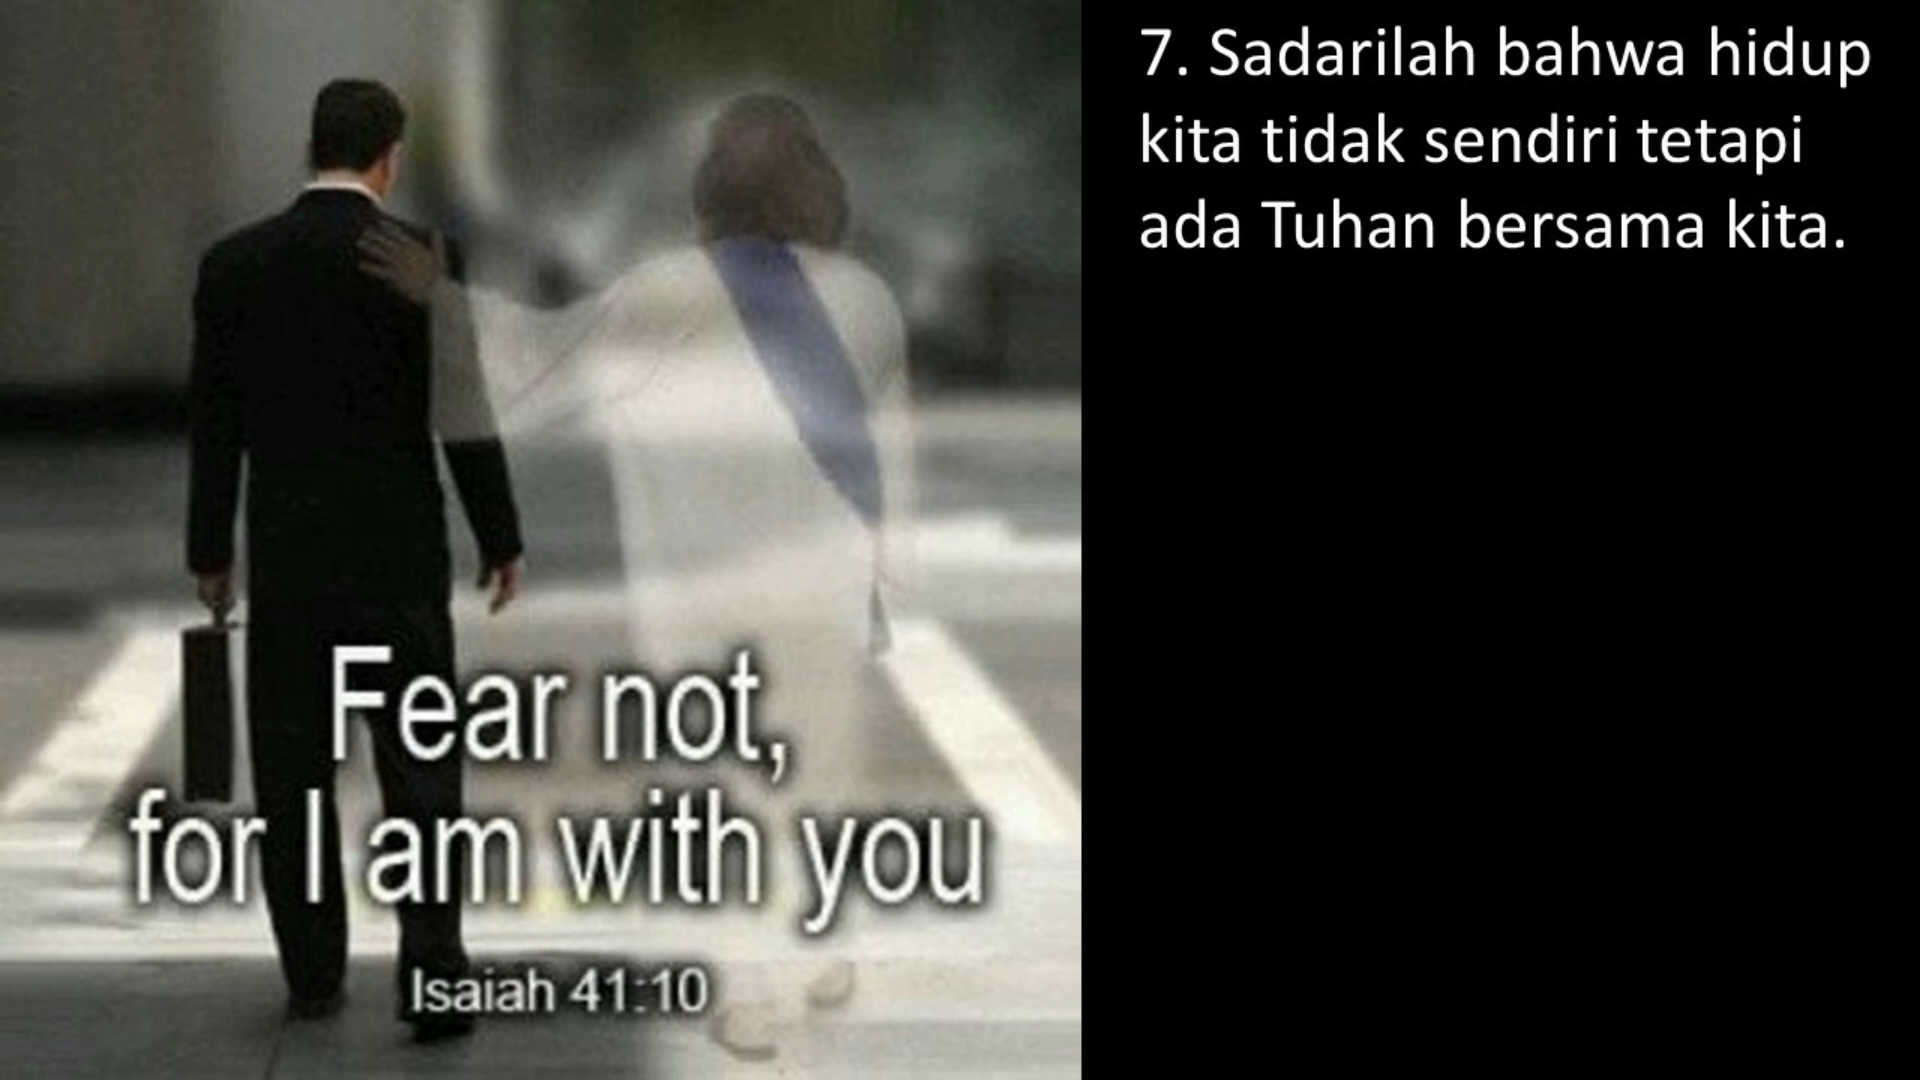 7. Sadarilah bahwa hidup
kita tidak sendiri tetapi
ada Tuhan bersama kita.
Fear not,
for I am with you
Isaiah 41:10